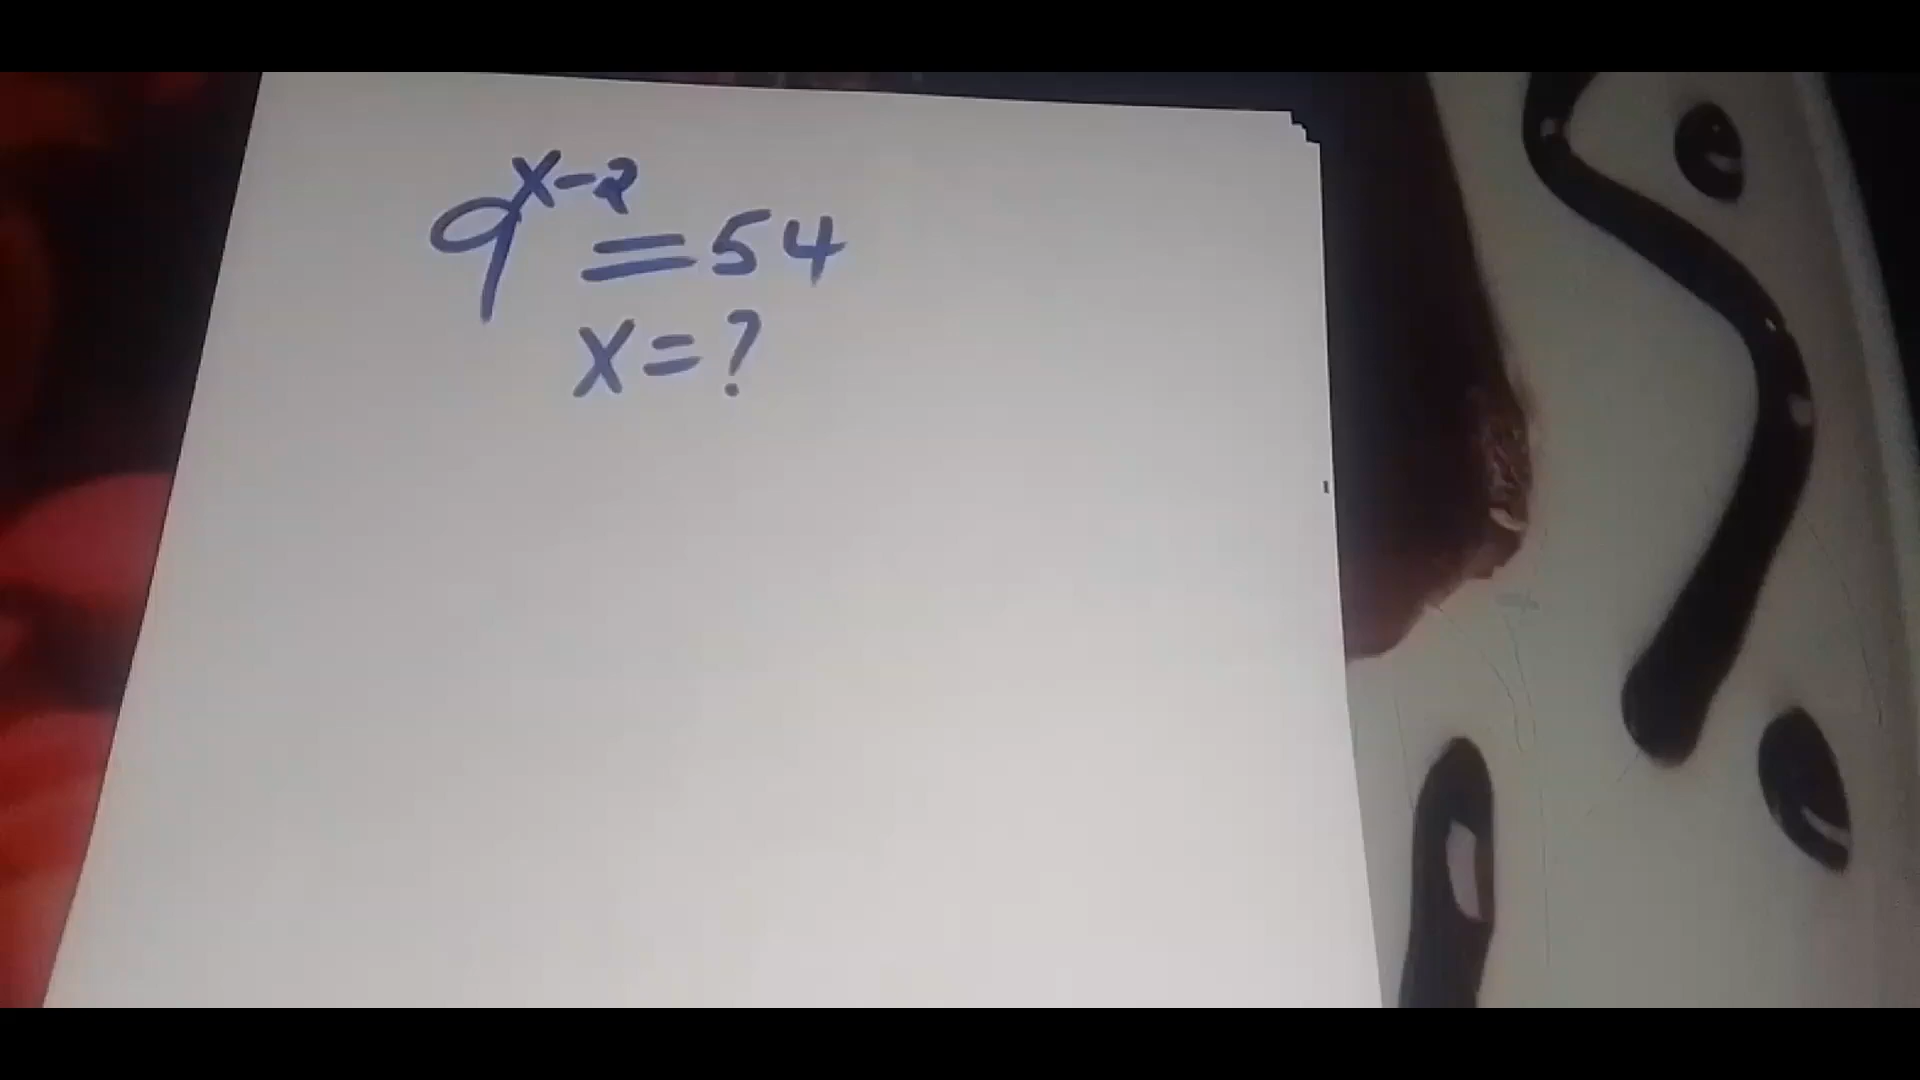 9^{x-2} = 54
x = ?